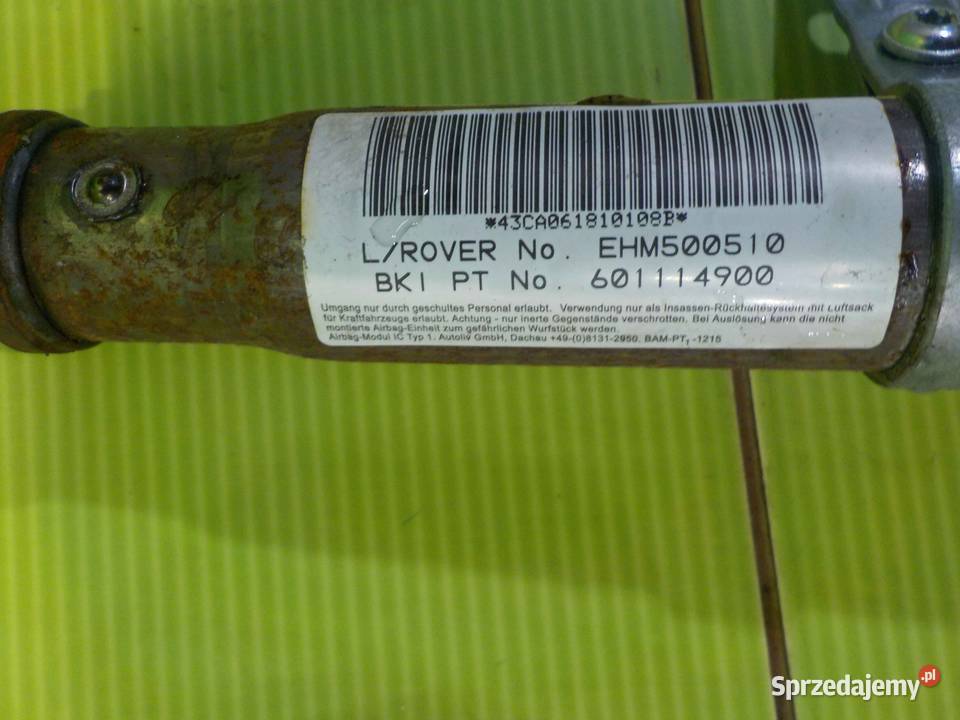 *43CA061810108B*
L/ROVER No. EHM500510
BKI PT No. 601114900
Umgang nur durch geschultes Personal erlaubt. Verwendung nur als Insassen-Rückhaltesystem mit Luftsack
für Kraftfahrzeuge erlaubt. Achtung - nur inerte Gegenstände verschrotten. Bei Auslösung kann die nicht
montierte Airbag-Einheit zum gefährlichen Wurfstück werden.
Airbag-Modul IC Typ 1. Autoliv GmbH, Dachau +49-(0)8131-2950. BAM-PT1 -1215
Sprzedajemy.pl